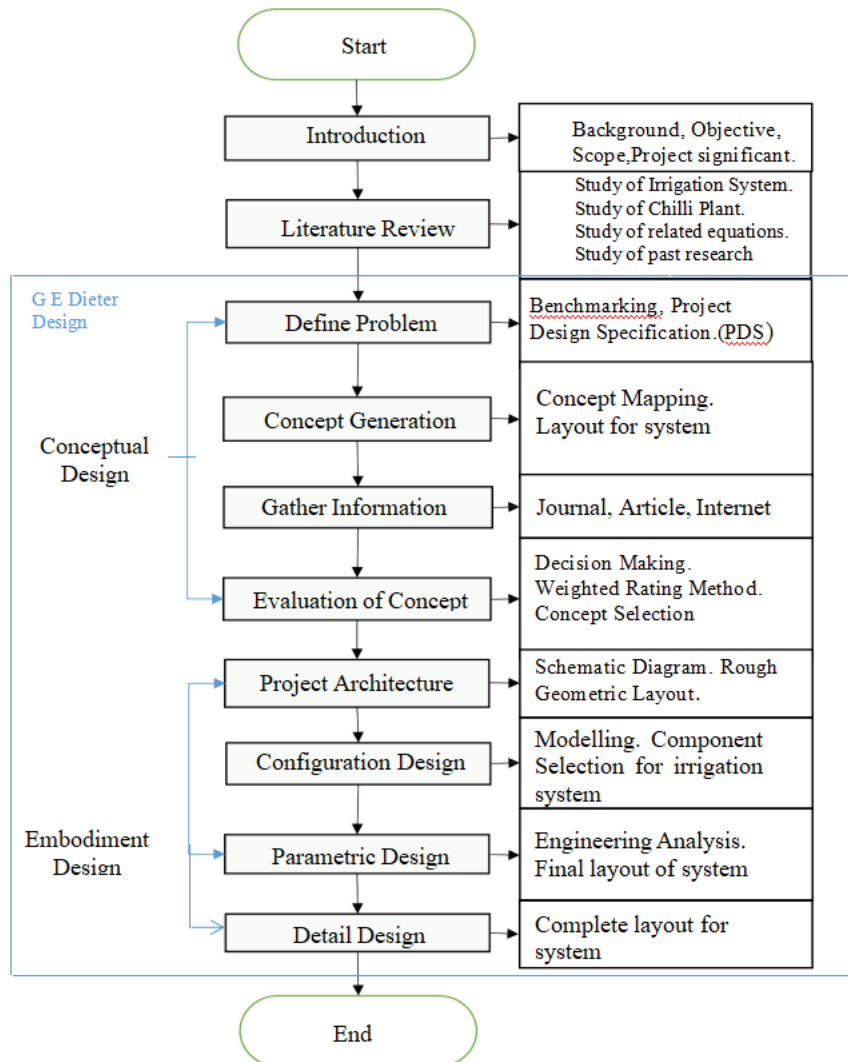 Start
Introduction
Background, Objective,
Scope,Project significant.
Literature Review
Study of Irrigation System.
Study of Chilli Plant.
Study of related equations.
Study of past research
G E Dieter
Design
Define Problem
Benchmarking, Project
Design Specification.(PDS)
Concept Generation
Concept Mapping.
Layout for system
Conceptual
Design
Gather Information
Journal, Article, Internet
Evaluation of Concept
Decision Making.
Weighted Rating Method.
Concept Selection
Project Architecture
Schematic Diagram. Rough
Geometric Layout.
Configuration Design
Modelling. Component
Selection for irrigation
system
Embodiment
Design
Parametric Design
Engineering Analysis.
Final layout of system
Detail Design
Complete layout for
system
End